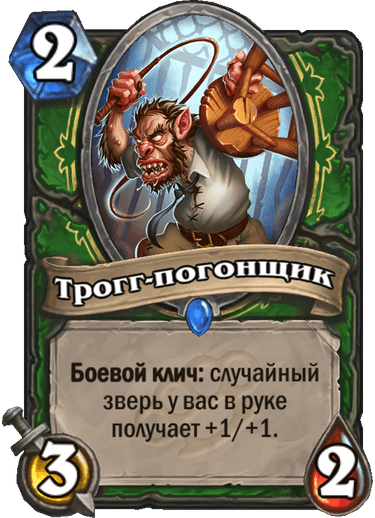 2
Трогг-погонщик
Боевой клич: случайный
зверь у вас в руке
получает +1/+1.
3
2